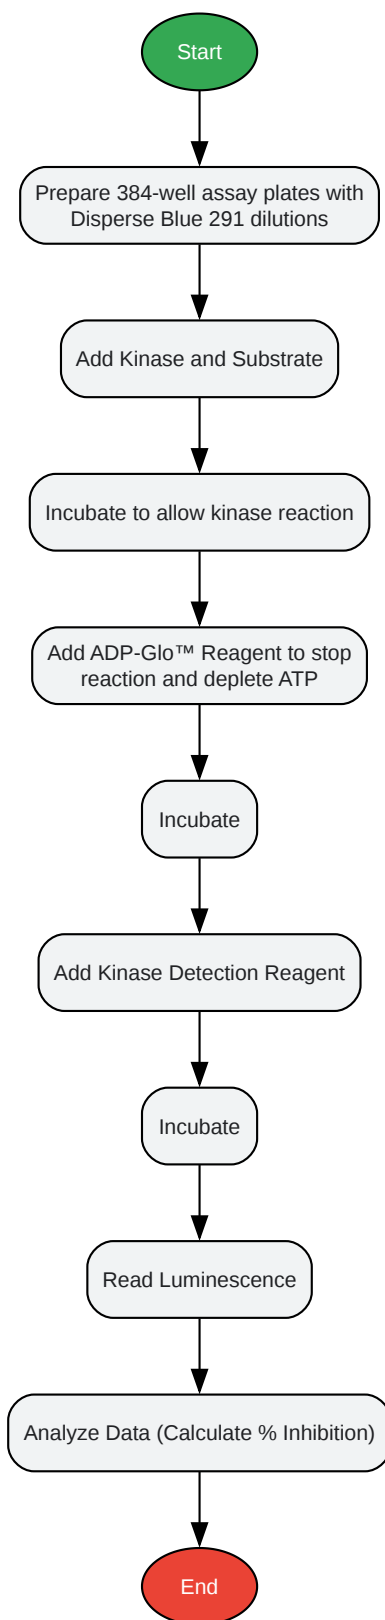 Start
Prepare 384-well assay plates with
Disperse Blue 291 dilutions
Add Kinase and Substrate
Incubate to allow kinase reaction
Add ADP-Glo™ Reagent to stop
reaction and deplete ATP
Incubate
Add Kinase Detection Reagent
Incubate
Read Luminescence
Analyze Data (Calculate % Inhibition)
End